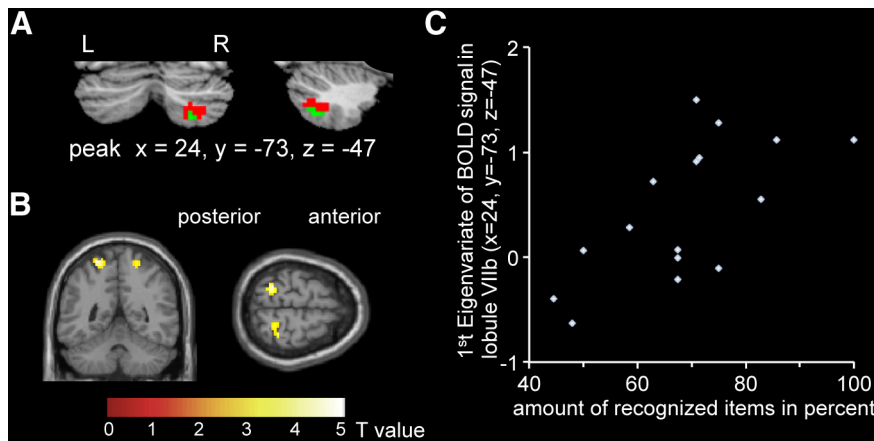 A
L R
peak x = 24, y = -73, z = -47
B
posterior anterior
0 1 2 3 4 5 T value
C
1st Eigenvariate of BOLD signal in
lobule VIIb (x=24, y=-73, z=-47)
2
1
0
-1
40 60 80 100
amount of recognized items in percent